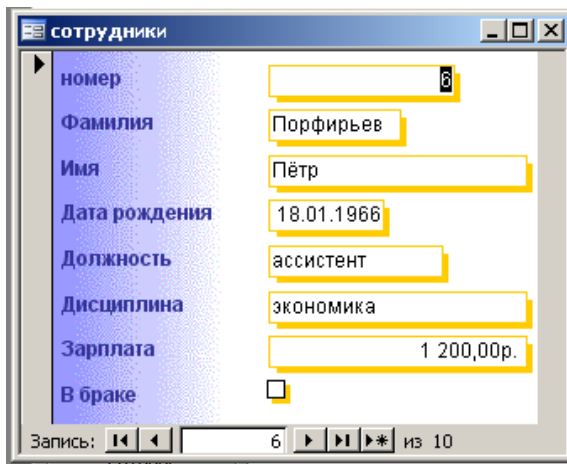 сотрудники
номер 6
Фамилия Порфирьев
Имя Пётр
Дата рождения 18.01.1966
Должность ассистент
Дисциплина экономика
Зарплата 1 200,00р.
В браке
Запись: 6 из 10